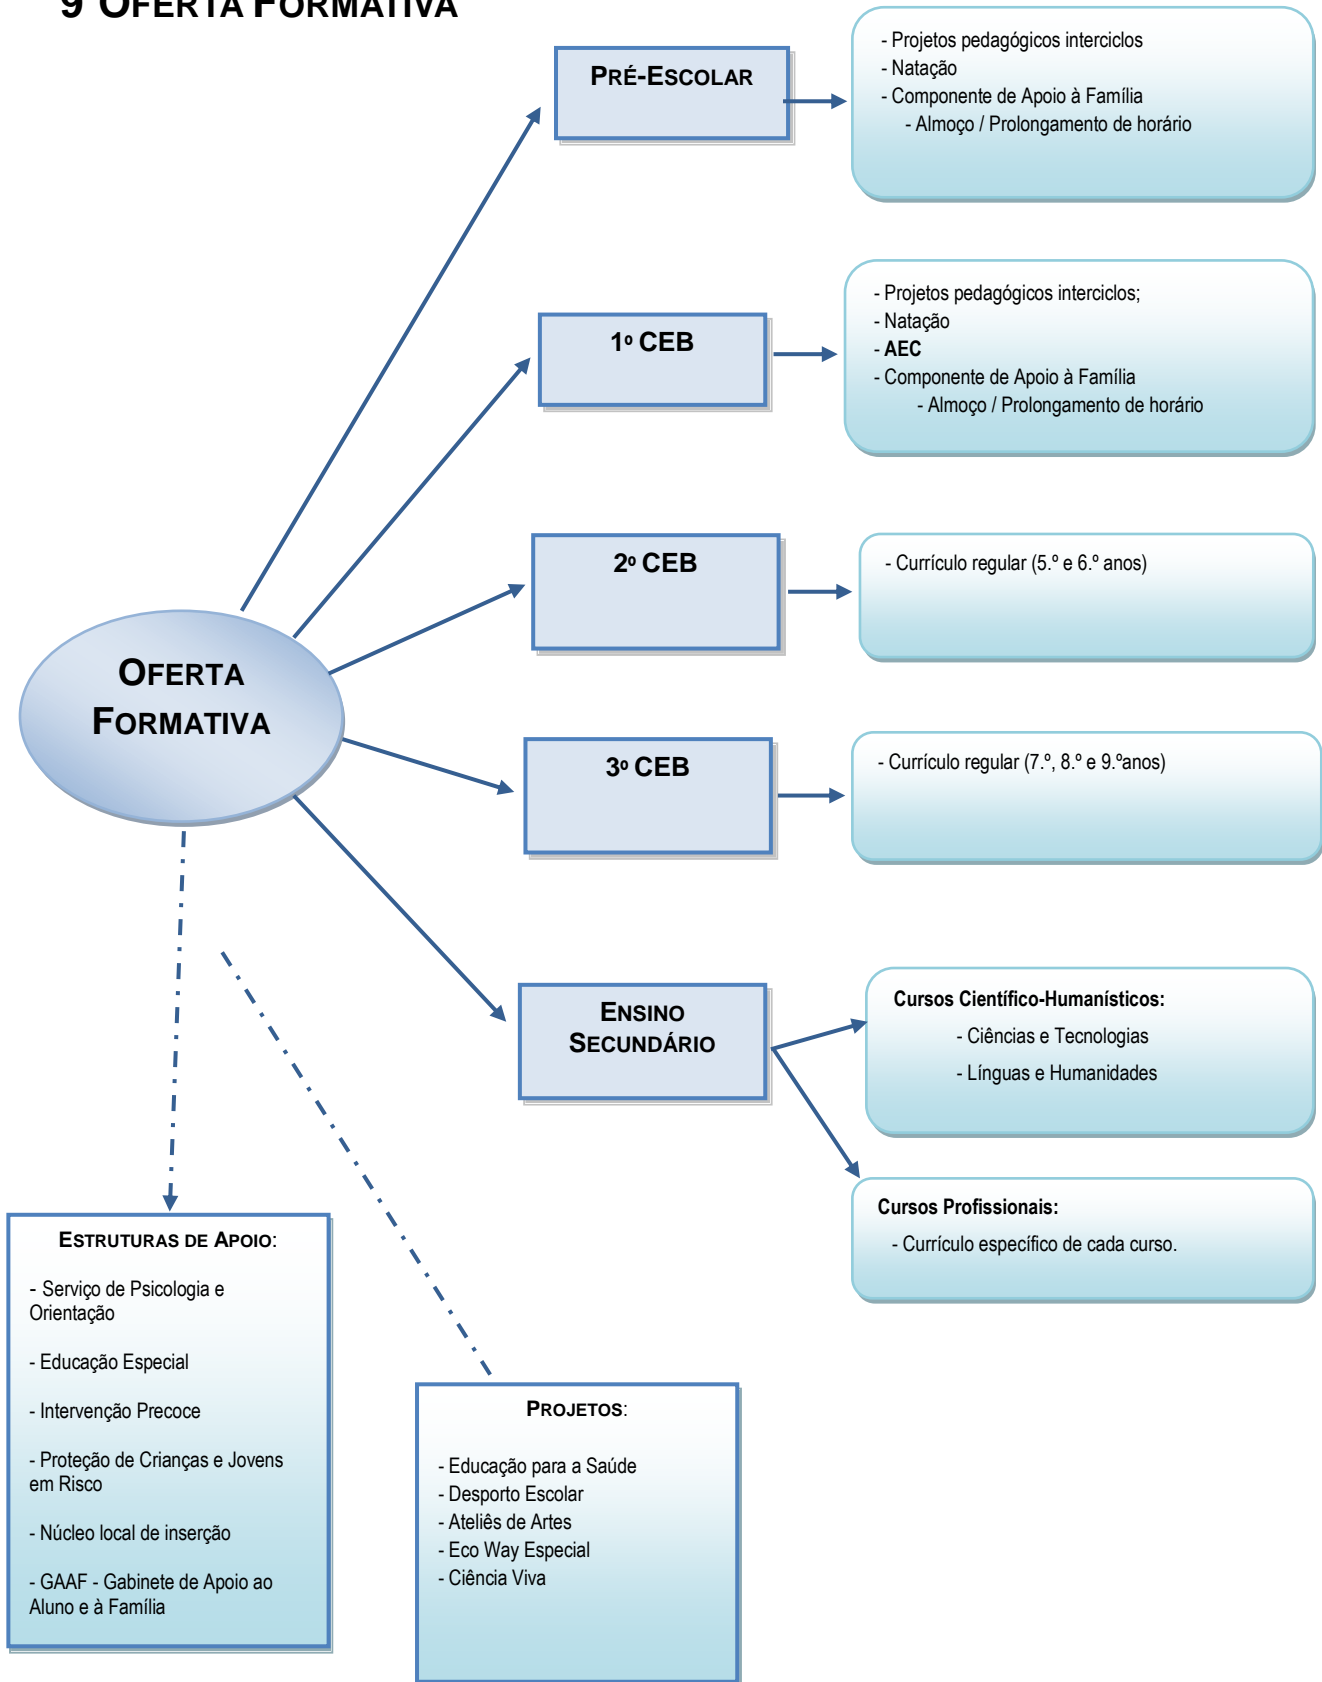 9 OFERTA FORMATIVA
PRÉ-ESCOLAR
- Projetos pedagógicos interciclos
- Natação
- Componente de Apoio à Família
- Almoço / Prolongamento de horário
1º CEB
- Projetos pedagógicos interciclos;
- Natação
- AEC
- Componente de Apoio à Família
- Almoço / Prolongamento de horário
2º CEB
- Currículo regular (5.º e 6.º anos)
OFERTA
FORMATIVA
3º CEB
- Currículo regular (7.º, 8.º e 9.ºanos)
ENSINO
SECUNDÁRIO
Cursos Científico-Humanísticos:
- Ciências e Tecnologias
- Línguas e Humanidades
Cursos Profissionais:
- Currículo específico de cada curso.
ESTRUTURAS DE APOIO:
- Serviço de Psicologia e
Orientação
- Educação Especial
- Intervenção Precoce
- Proteção de Crianças e Jovens
em Risco
- Núcleo local de inserção
- GAAF - Gabinete de Apoio ao
Aluno e à Família
PROJETOS:
- Educação para a Saúde
- Desporto Escolar
- Ateliês de Artes
- Eco Way Especial
- Ciência Viva